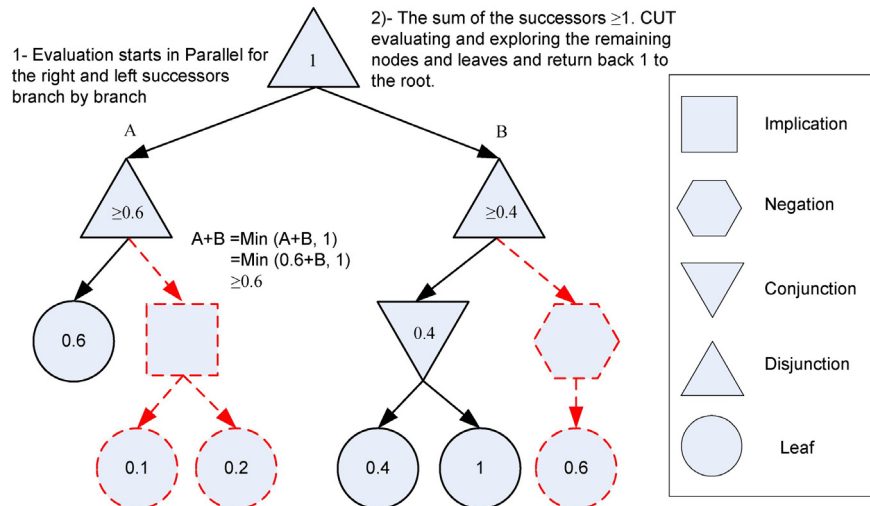 1- Evaluation starts in Parallel for
the right and left successors
branch by branch
2)- The sum of the successors ≥1. CUT
evaluating and exploring the remaining
nodes and leaves and return back 1 to
the root.
1
A
B
≥0.6
≥0.4
A+B =Min (A+B, 1)
=Min (0.6+B, 1)
≥0.6
0.6
0.4
0.1
0.2
0.4
1
0.6
Implication
Negation
Conjunction
Disjunction
Leaf